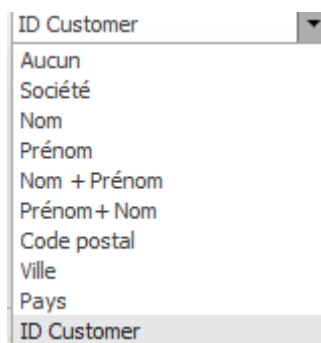 ID Customer
Aucun
Société
Nom
Prénom
Nom + Prénom
Prénom+ Nom
Code postal
Ville
Pays
ID Customer